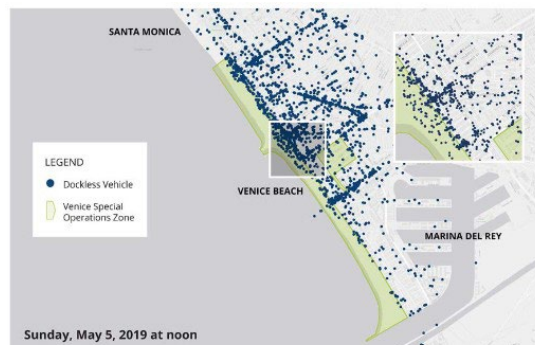 SANTA MONICA
LEGEND
Dockless Vehicle
Venice Special
Operations Zone
VENICE BEACH
MARINA DEL REY
Sunday, May 5, 2019 at noon